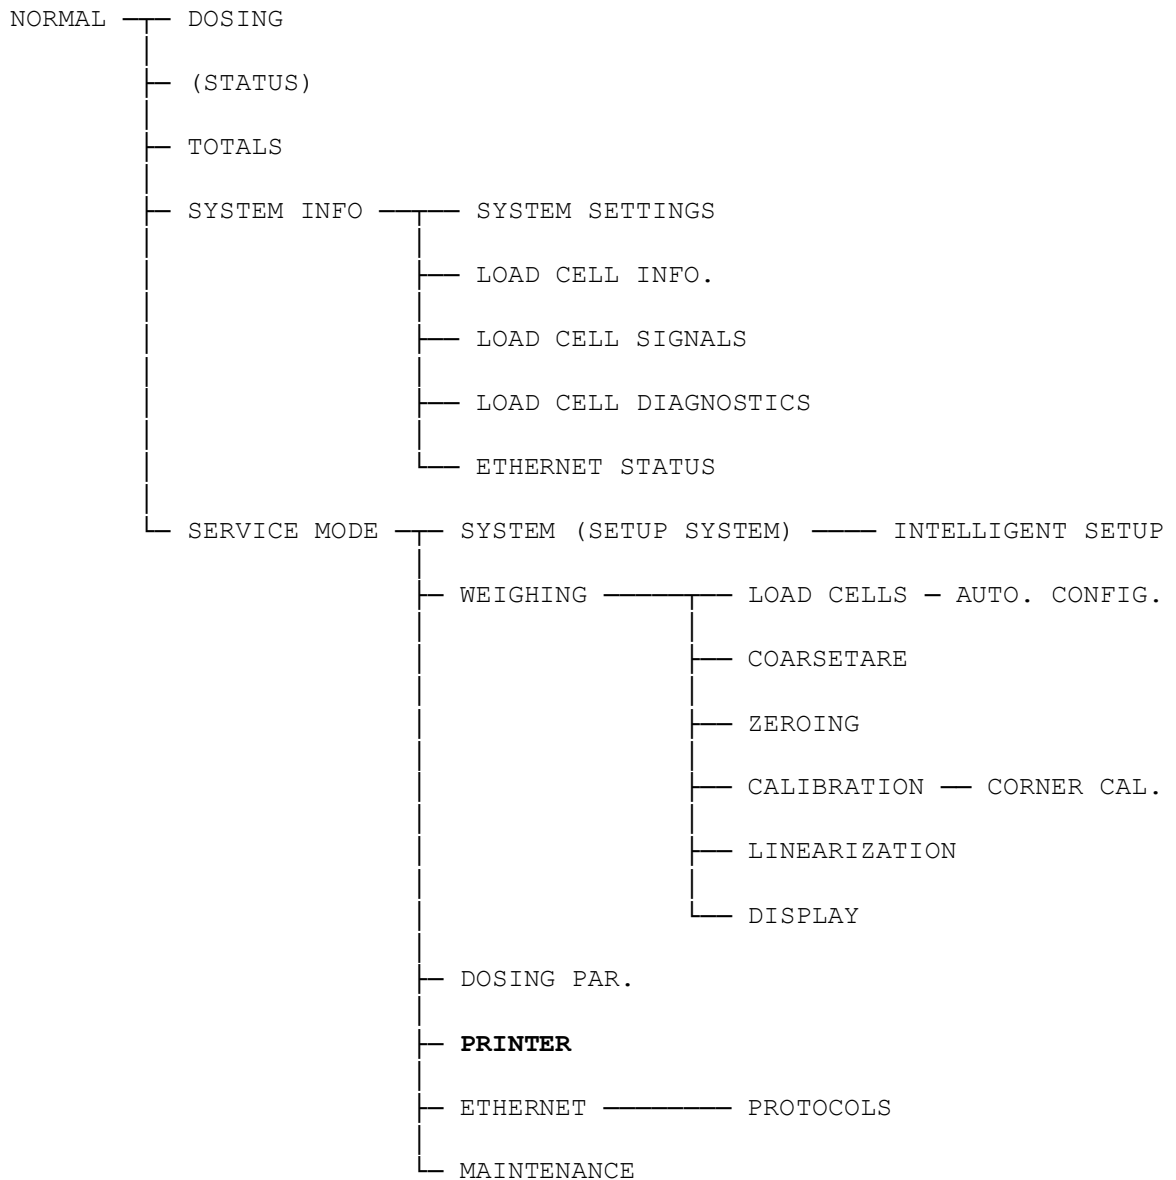 NORMAL DOSING
(STATUS)
TOTALS
SYSTEM INFO SYSTEM SETTINGS
LOAD CELL INFO.
LOAD CELL SIGNALS
LOAD CELL DIAGNOSTICS
ETHERNET STATUS
SERVICE MODE SYSTEM (SETUP SYSTEM) INTELLIGENT SETUP
WEIGHING LOAD CELLS AUTO. CONFIG.
COARSETARE
ZEROING
CALIBRATION CORNER CAL.
LINEARIZATION
DISPLAY
DOSING PAR.
PRINTER
ETHERNET PROTOCOLS
MAINTENANCE